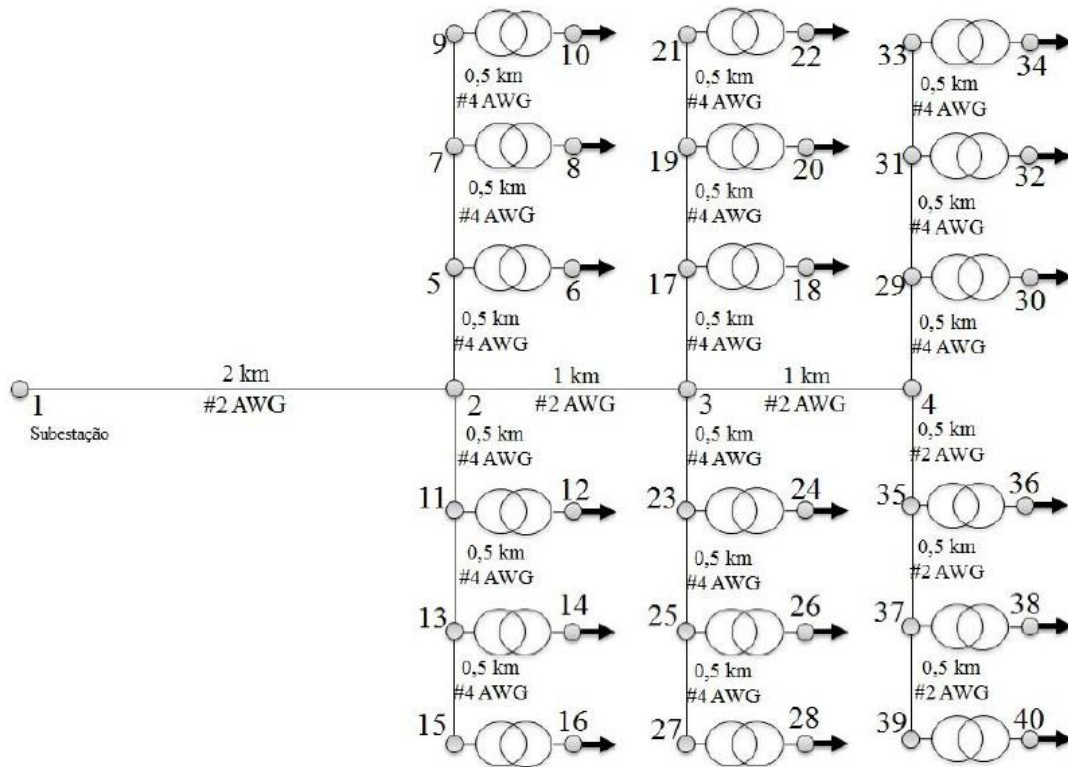 9
10
21
22
33
34
0,5 km
#4 AWG
0,5 km
#4 AWG
0,5 km
#4 AWG
7
8
19
20
31
32
0,5 km
#4 AWG
0,5 km
#4 AWG
0,5 km
#4 AWG
5
6
17
18
29
30
0,5 km
#4 AWG
0,5 km
#4 AWG
0,5 km
#4 AWG
2 km
1 km
1 km
1
#2 AWG
2
#2 AWG
3
#2 AWG
4
Subestação
0,5 km
#4 AWG
0,5 km
#4 AWG
0,5 km
#2 AWG
11
12
23
24
35
36
0,5 km
#4 AWG
0,5 km
#4 AWG
0,5 km
#2 AWG
13
14
25
26
37
38
0,5 km
#4 AWG
0,5 km
#4 AWG
0,5 km
#2 AWG
15
16
27
28
39
40